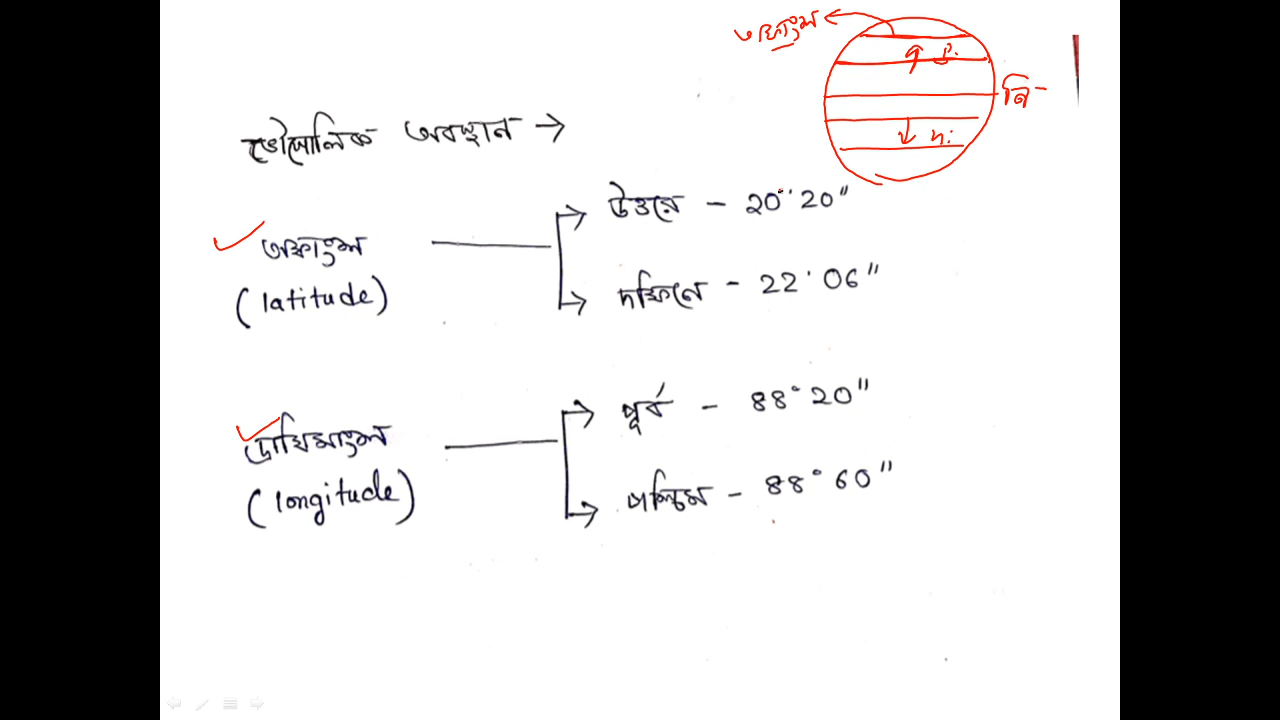 অক্ষাংশ
নি-
ভৌগোলিক অবস্থান →
উত্তরে - 20°20"
অক্ষাংশ
(latitude)
দক্ষিনে - 22°06"
পূর্ব - 88°20"
দ্রাঘিমাংশ
(longitude)
পশ্চিম - 88°60"